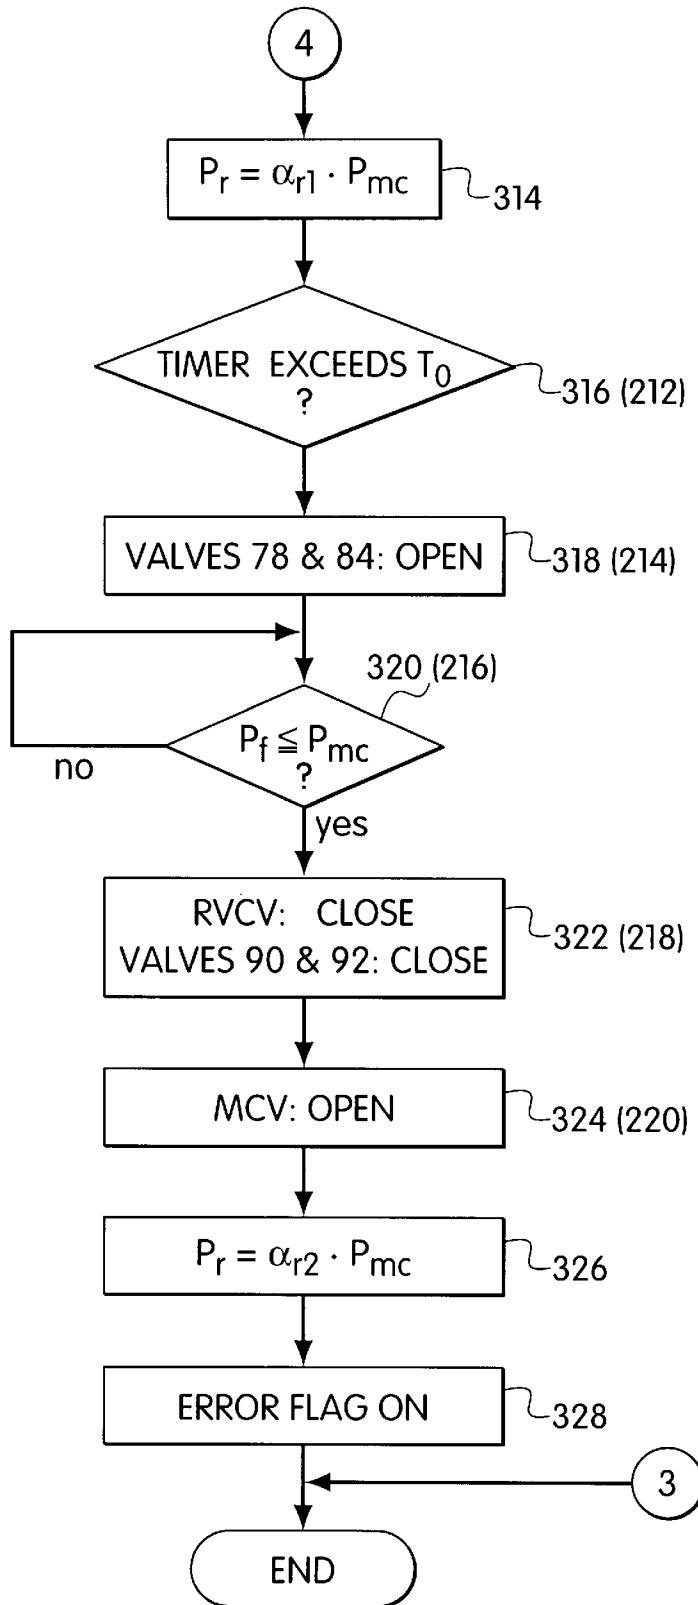 4
P_r = α_r1 · P_mc
314
TIMER EXCEEDS T_0
?
316 (212)
VALVES 78 & 84: OPEN
318 (214)
320 (216)
P_f ≦ P_mc
?
no
yes
RVCV: CLOSE
VALVES 90 & 92: CLOSE
322 (218)
MCV: OPEN
324 (220)
P_r = α_r2 · P_mc
326
ERROR FLAG ON
328
3
END